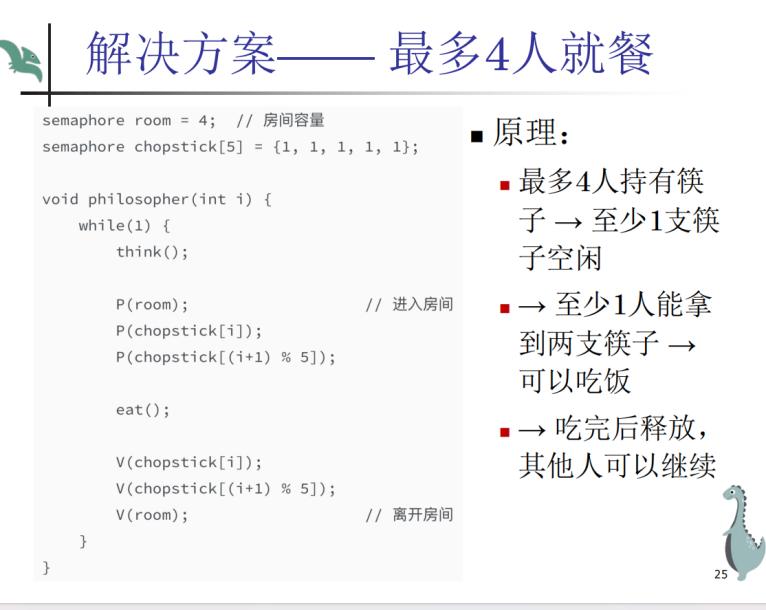 解决方案—— 最多4人就餐
semaphore room = 4;  // 房间容量
semaphore chopstick[5] = {1, 1, 1, 1, 1};
void philosopher(int i) {
    while(1) {
        think();
        P(room);                   // 进入房间
        P(chopstick[i]);
        P(chopstick[(i+1) % 5]);
        eat();
        V(chopstick[i]);
        V(chopstick[(i+1) % 5]);
        V(room);                   // 离开房间
    }
}
■ 原理：
▪ 最多4人持有筷
子 → 至少1支筷
子空闲
▪ → 至少1人能拿
到两支筷子 →
可以吃饭
▪ → 吃完后释放，
其他人可以继续
25